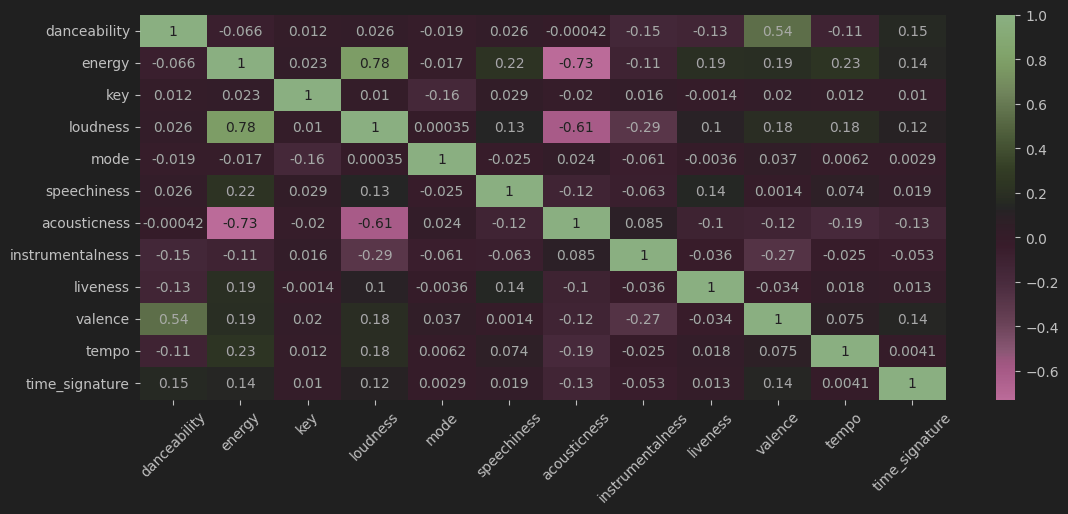 danceability 1 -0.066 0.012 0.026 -0.019 0.026 -0.00042 -0.15 -0.13 0.54 -0.11 0.15
energy -0.066 1 0.023 0.78 -0.017 0.22 -0.73 -0.11 0.19 0.19 0.23 0.14
key 0.012 0.023 1 0.01 -0.16 0.029 -0.02 0.016 -0.0014 0.02 0.012 0.01
loudness 0.026 0.78 0.01 1 0.00035 0.13 -0.61 -0.29 0.1 0.18 0.18 0.12
mode -0.019 -0.017 -0.16 0.00035 1 -0.025 0.024 -0.061 -0.0036 0.037 0.0062 0.0029
speechiness 0.026 0.22 0.029 0.13 -0.025 1 -0.12 -0.063 0.14 0.0014 0.074 0.019
acousticness -0.00042 -0.73 -0.02 -0.61 0.024 -0.12 1 0.085 -0.1 -0.12 -0.19 -0.13
instrumentalness -0.15 -0.11 0.016 -0.29 -0.061 -0.063 0.085 1 -0.036 -0.27 -0.025 -0.053
liveness -0.13 0.19 -0.0014 0.1 -0.0036 0.14 -0.1 -0.036 1 -0.034 0.018 0.013
valence 0.54 0.19 0.02 0.18 0.037 0.0014 -0.12 -0.27 -0.034 1 0.075 0.14
tempo -0.11 0.23 0.012 0.18 0.0062 0.074 -0.19 -0.025 0.018 0.075 1 0.0041
time_signature 0.15 0.14 0.01 0.12 0.0029 0.019 -0.13 -0.053 0.013 0.14 0.0041 1
danceability energy key loudness mode speechiness acousticness instrumentalness liveness valence tempo time_signature
1.0
0.8
0.6
0.4
0.2
0.0
−0.2
−0.4
−0.6